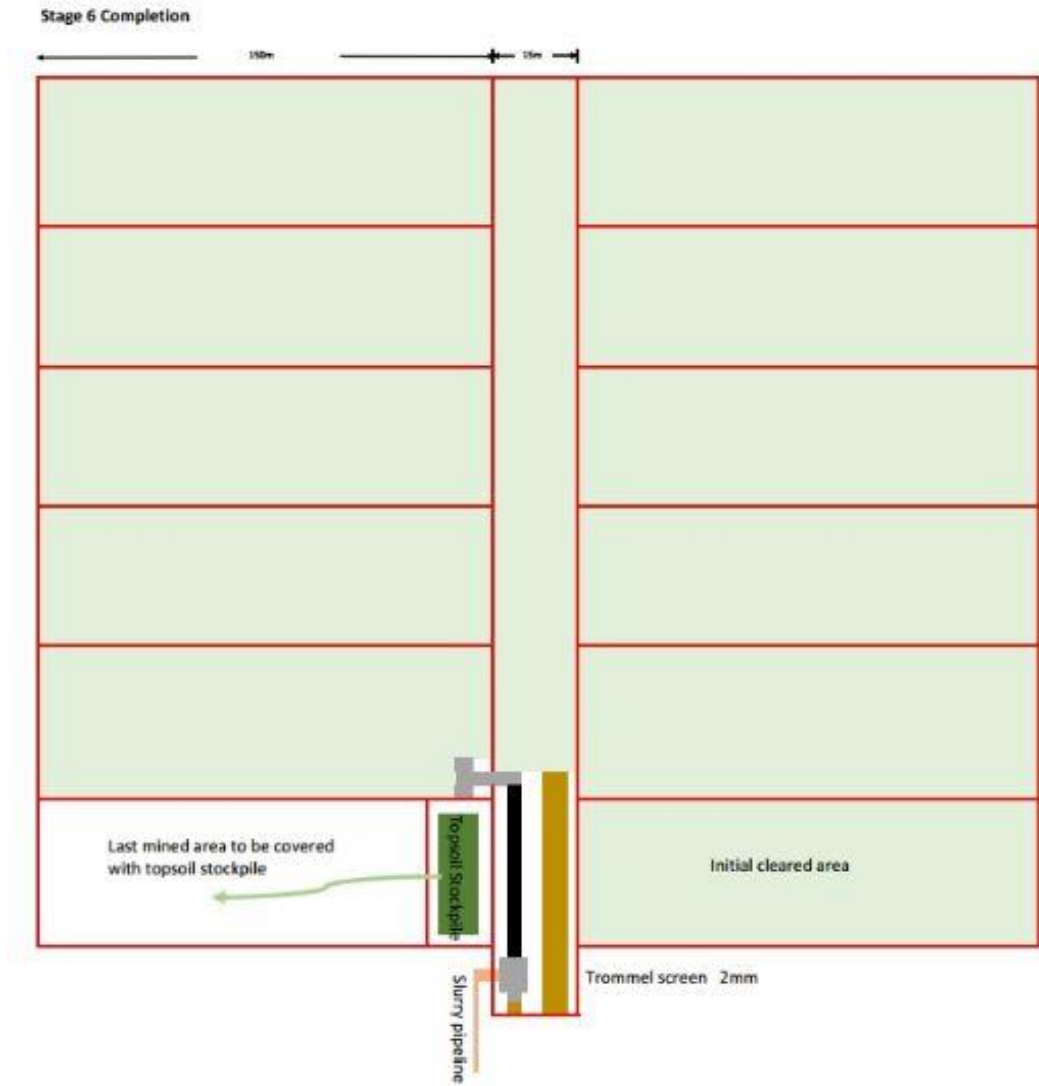 Stage 6 Completion
150m
15m
Last mined area to be covered
with topsoil stockpile
Topsoil Stockpile
Initial cleared area
Trommel screen 2mm
Slurry pipeline